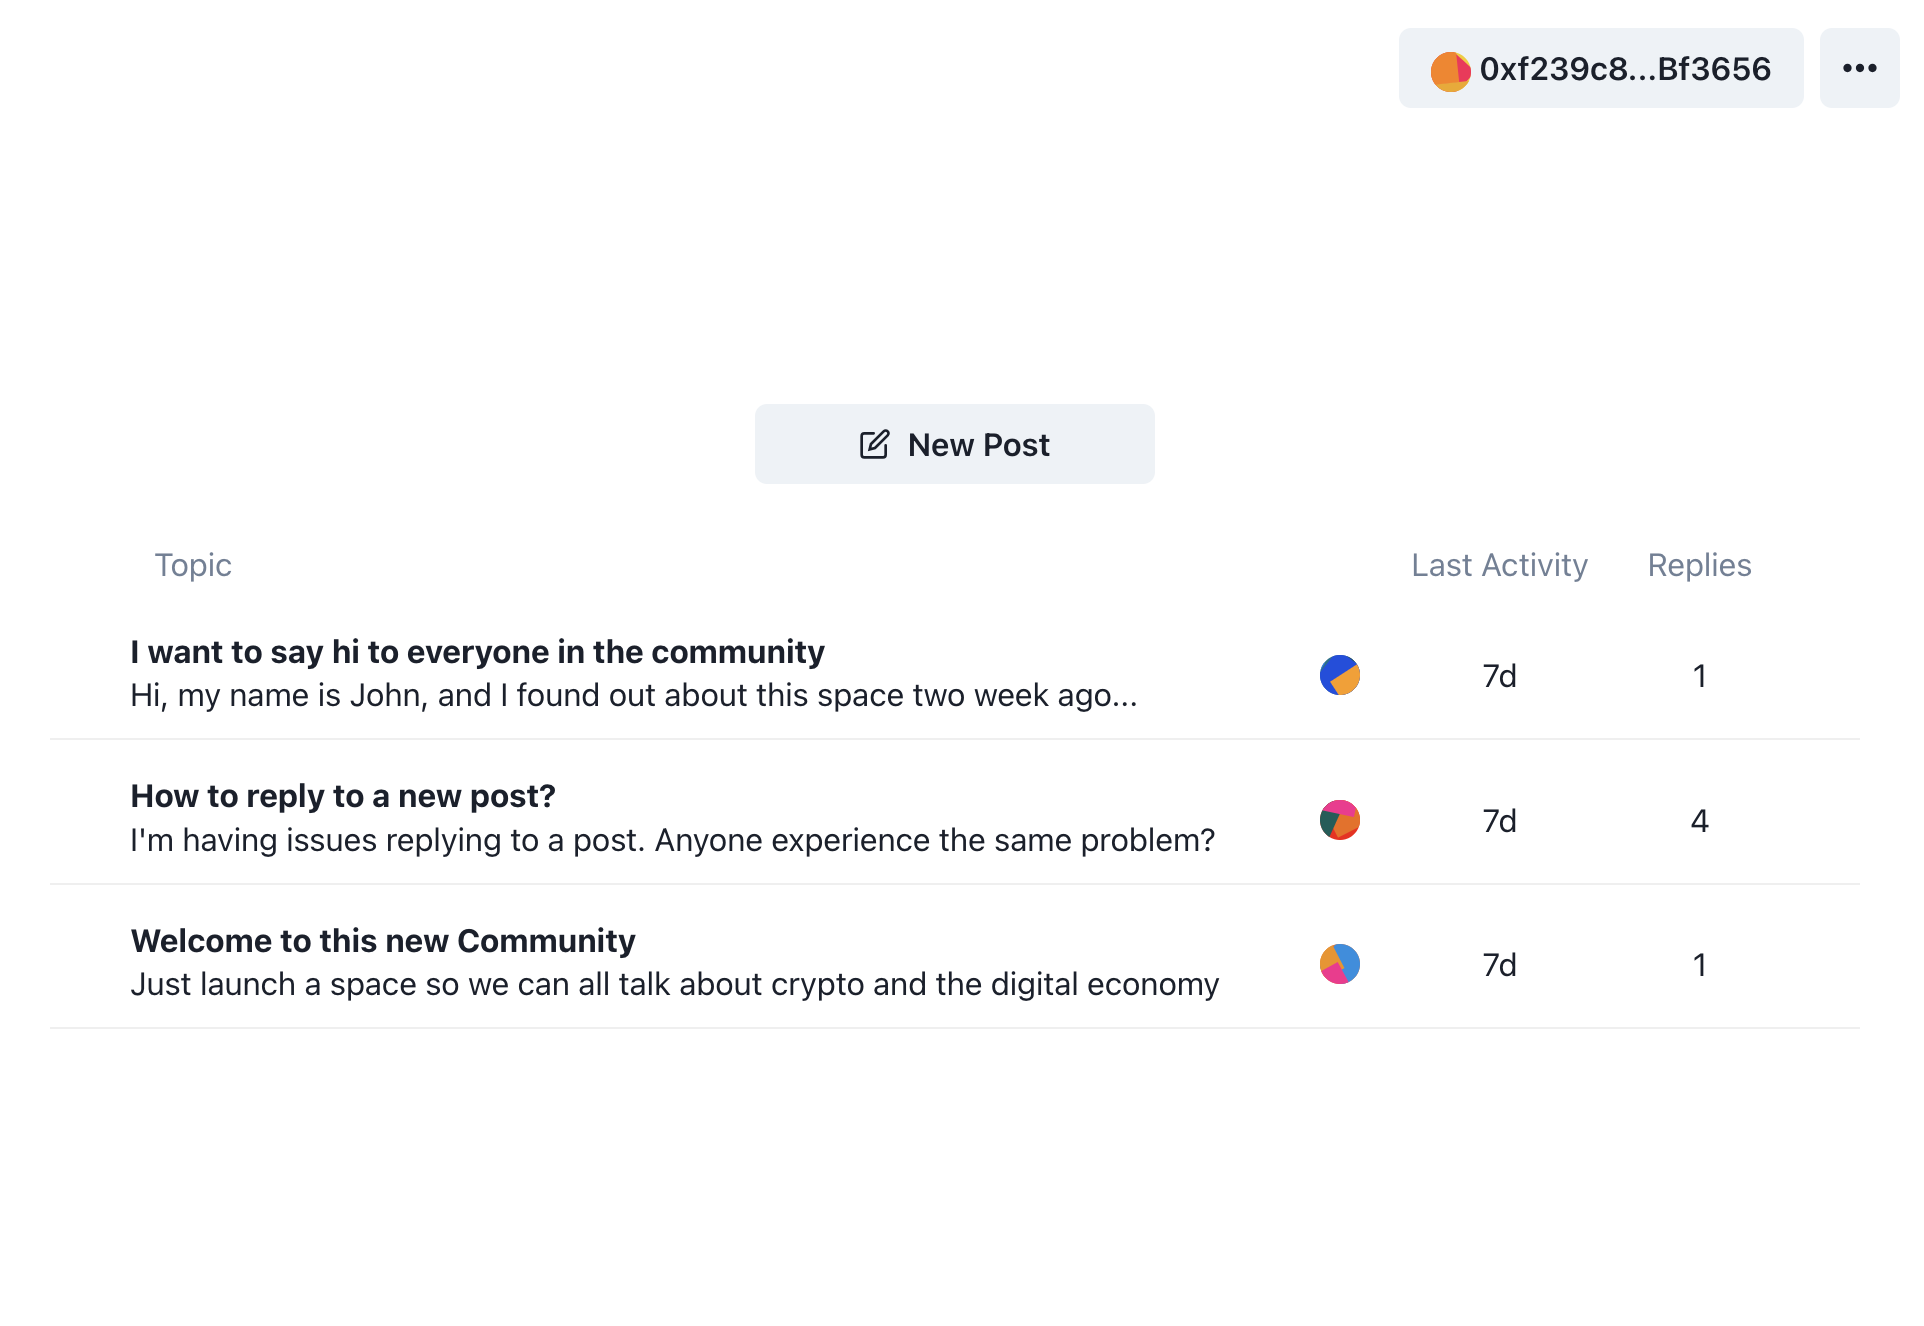 0xf239c8...Bf3656
New Post
Topic Last Activity Replies
I want to say hi to everyone in the community
Hi, my name is John, and I found out about this space two week ago...
7d 1
How to reply to a new post?
I'm having issues replying to a post. Anyone experience the same problem?
7d 4
Welcome to this new Community
Just launch a space so we can all talk about crypto and the digital economy
7d 1